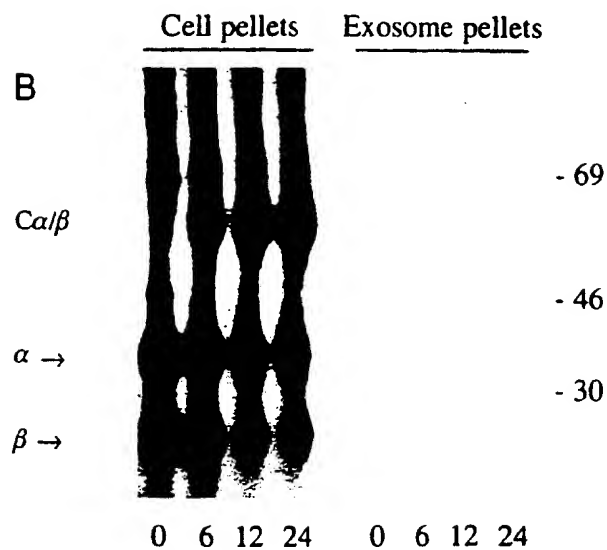 Cell pellets Exosome pellets
B
- 69
Cα/β
- 46
α →
- 30
β →
0 6 12 24 0 6 12 24